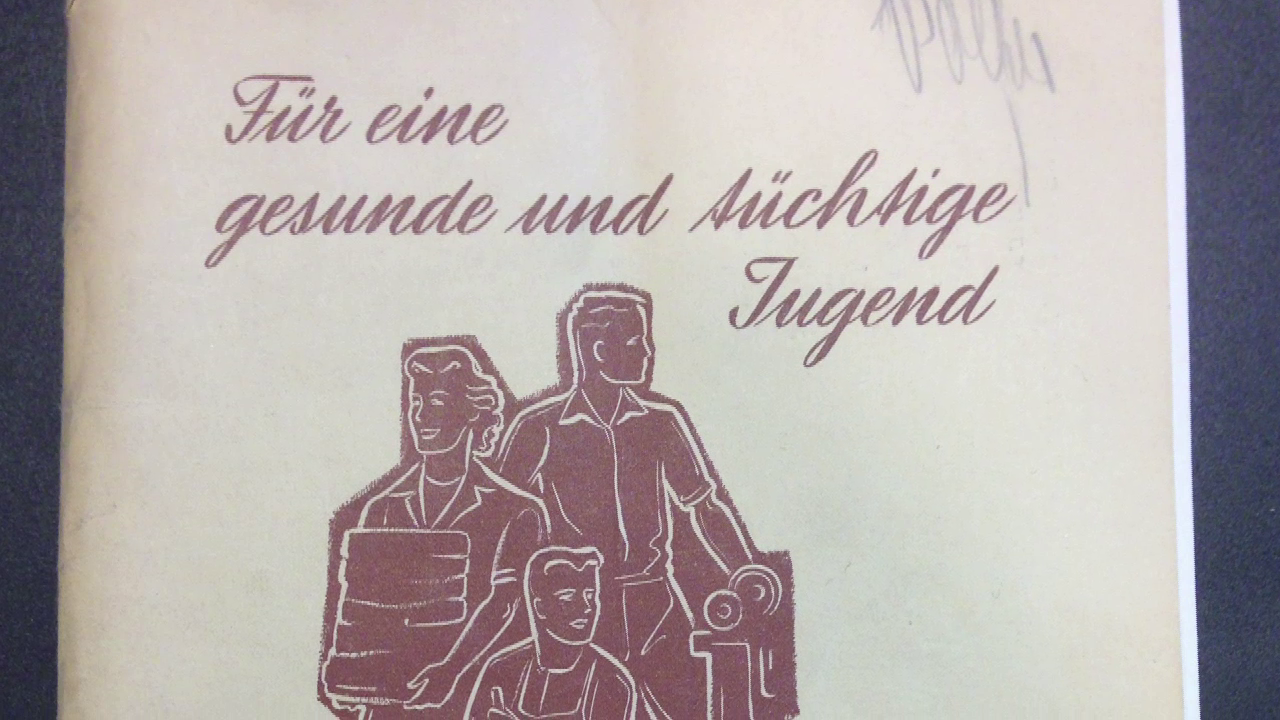 Für eine
gesunde und tüchtige
Jugend